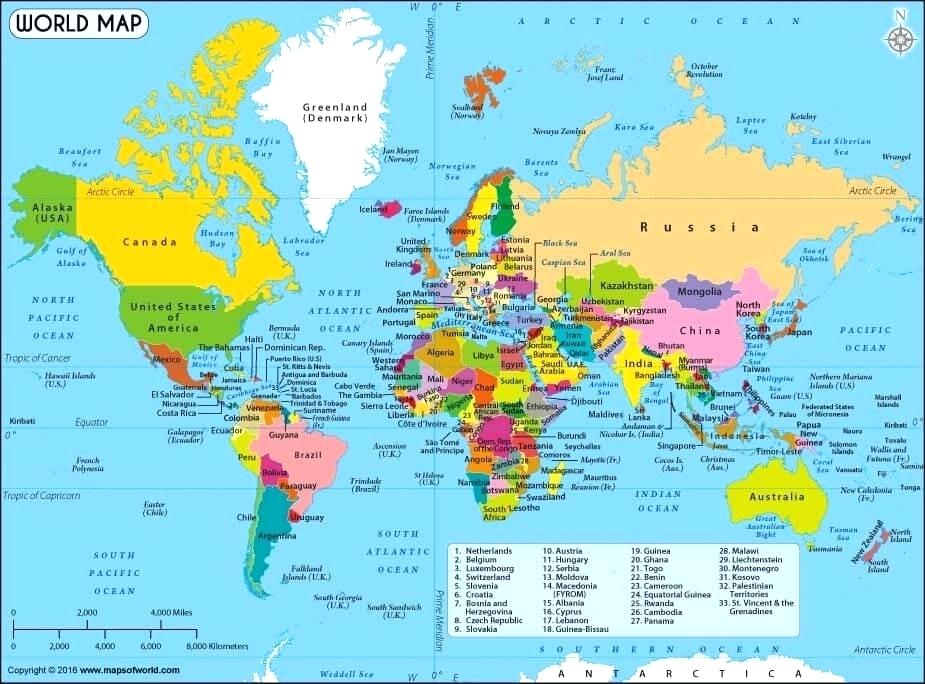 WORLD MAP
W 0° E
N
ARCTIC OCEAN
Prime Meridian
Greenland
(Denmark)
Svalbard
(Norway)
Franz
Josef Land
October
Revolution
Novaya Zemlya
Kara Sea
Laptev
Sea
Kotelny
East Siberian
Sea
Wrangel
Beaufort
Sea
Baffin
Bay
Jan Mayen
(Norway)
Norwegian
Sea
Barents
Sea
Arctic Circle
Arctic Circle
Alaska
(USA)
Canada
Hudson
Bay
Labrador
Sea
Gulf of
Alaska
Iceland
Faroe Islands
(Denmark)
Sweden
Finland
Norway
Russia
Bering
Sea
Sea of
Okhotsk
United
Kingdom
North
Sea
Ireland
Denmark
Estonia
Latvia
Lithuania
Belarus
Poland
Germany
Ukraine
France
San Marino
Monaco
Andorra
Portugal
Spain
Italy
Romania
Bulgaria
Greece
Turkey
Malta
Mediterranean Sea
Black Sea
Caspian Sea
Aral Sea
Georgia
Azerbaijan
Armenia
Kazakhstan
Uzbekistan
Turkmenistan
Kyrgyzstan
Tajikistan
Mongolia
China
North
Korea
South
Korea
Sea of
Japan
East Sea
Japan
NORTH
PACIFIC
OCEAN
United States
of
America
NORTH
ATLANTIC
OCEAN
Bermuda
(U.K.)
PACIFIC
OCEAN
Tropic of Cancer
Hawaii Islands
(U.S.)
Mexico
Gulf of
Mexico
The Bahamas
Haiti
Dominican Rep.
Cuba
Puerto Rico (U.S)
St. Kitts & Nevis
Antigua and Barbuda
Dominica
St. Lucia
Barbados
Grenada
33
Trinidad & Tobago
Belize
Jamaica
Guatemala
Honduras
El Salvador
Nicaragua
Costa Rica
27
Caribbean Sea
Venezuela
Suriname
French Guiana
(Fr.)
Colombia
Guyana
Ecuador
Galapagos
(Ecuador)
Peru
Brazil
Bolivia
Paraguay
Chile
Uruguay
Argentina
Canary Islands
(Spain)
Morocco
Tunisia
Algeria
Libya
Egypt
Western
Sahara
Mauritania
Mali
Niger
Chad
Sudan
Cabo Verde
Senegal
The Gambia
Sierra Leone
Liberia
Côte d'Ivoire
Burkina
Faso
20
Nigeria
23
24
Central
African
Rep.
South
Sudan
Ethiopia
Eritrea
Djibouti
Somalia
Uganda
Kenya
25
Gabon
Congo
Dem. Rep.
of the Congo
Burundi
Tanzania
São Tomé
and Principe
Angola
Zambia
28
Zimbabwe
Mozambique
Namibia
Botswana
Swaziland
South
Africa
Lesotho
Madagascar
Seychelles
Comoros
Mayotte (Fr.)
Mauritius
Reunion (Fr.)
Israel
Jordan
Iraq
Iran
Kuwait
Bahrain
Qatar
Saudi
Arabia
U.A.E.
Oman
Yemen
Afghanistan
Pakistan
India
Nepal
Bhutan
Bangladesh
Myanmar
(Burma)
Laos
Thailand
Vietnam
26
Arabian
Sea
Bay
of
Bengal
Sri
Lanka
Maldives
Andaman &
Nicobar Is. (India)
Taiwan
East
China
Sea
Philippine
Sea
Philippines
Northern Mariana
Islands (U.S.)
Guam (U.S)
Marshall
Islands
Federated States
of Micronesia
Palau
Brunei
Malaysia
Singapore
Sumatra
Indonesia
Timor-Leste
Papua
New
Guinea
Nauru
Kiribati
Solomon
Islands
Tuvalu
Wallis and
Futuna (Fr.)
Samoa
Vanuatu
Fiji
Tonga
New Caledonia
(Fr.)
Coral
Sea
Cocos Is.
(Aus.)
Christmas
(Aus.)
Kiribati
Equator
French
Polynesia
Ascension
(U.K.)
St Helena
(U.K.)
Trindade
(Brazil)
Tropic of Capricorn
Easter
(Chile)
INDIAN
OCEAN
Australia
Great
Australian
Bight
Tasman
Sea
Tasmania
New Zealand
North
Island
South
Island
SOUTH
PACIFIC
OCEAN
SOUTH
ATLANTIC
OCEAN
Falkland
Islands (U.K.)
South Georgia
(U.K.)
South Sandwich
(U.K.)
Prime Meridian
1. Netherlands
2. Belgium
3. Luxembourg
4. Switzerland
5. Slovenia
6. Croatia
7. Bosnia and
Herzegovina
8. Czech Republic
9. Slovakia
10. Austria
11. Hungary
12. Serbia
13. Moldova
14. Macedonia
(FYROM)
15. Albania
16. Cyprus
17. Lebanon
18. Guinea-Bissau
19. Guinea
20. Ghana
21. Togo
22. Benin
23. Cameroon
24. Equatorial Guinea
25. Rwanda
26. Cambodia
27. Panama
28. Malawi
29. Liechtenstein
30. Montenegro
31. Kosovo
32. Palestinian
Territories
33. St. Vincent & the
Grenadines
0 2,000 4,000 Miles
0 2,000 4,000 6,000 8,000 Kilometers
Copyright © 2016 www.mapsofworld.com
Weddell Sea
SOUTHERN OCEAN
Antarctic Circle
W 0° E
ANTARCTICA